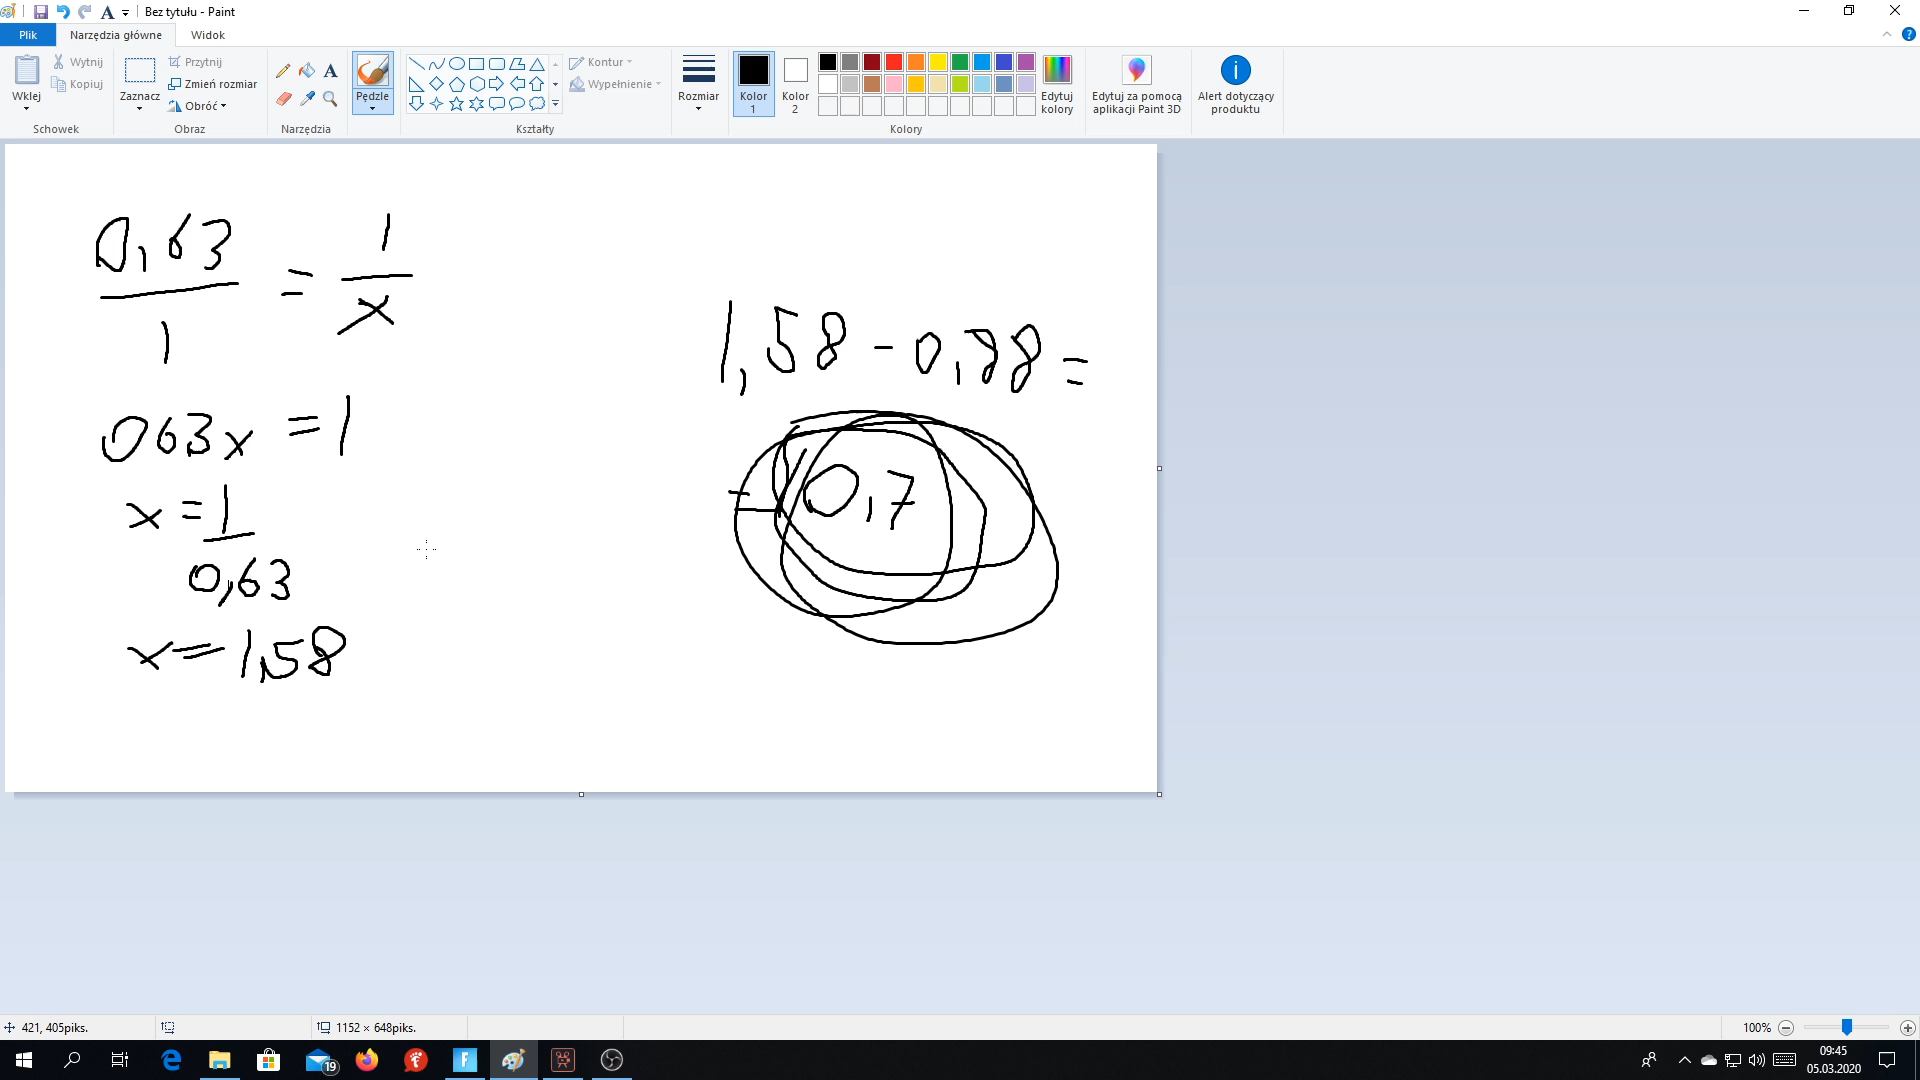 Bez tytułu - Paint
Plik Narzędzia główne Widok
Wklej
Wytnij
Kopiuj
Schowek
Zaznacz
Przytnij
Zmień rozmiar
Obróć
Obraz
A
Narzędzia
Pędzle
Kształty
Kontur
Wypełnienie
Rozmiar
Kolor 1
Kolor 2
Edytuj kolory
Kolory
Edytuj za pomocą aplikacji Paint 3D
Alert dotyczący produktu
0,63
1
=
1
x
063x = 1
x = 1
0,63
x = 1,58
1,58 - 0,88 =
= 0,7
421, 405piks.
1152 × 648piks.
100%
19
09:45
05.03.2020